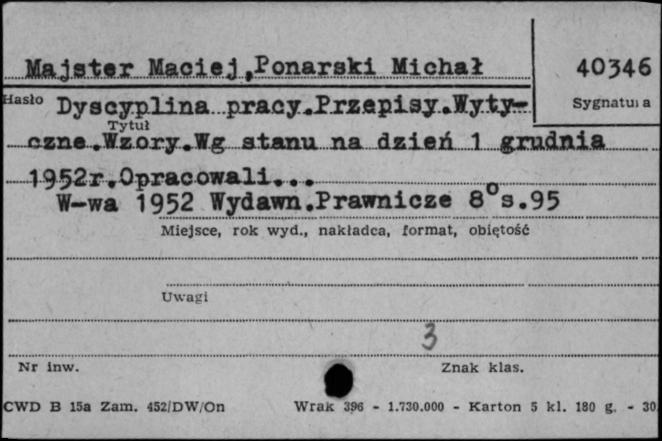 Majster Maciej,Ponarski Michał
40346
Hasło
Sygnatura
Dyscyplina pracy.Przepisy.Wyty-
Tytuł
czne.Wzory.Wg stanu na dzień 1 grudnia
1952r.Opracowali...
W-wa 1952 Wydawn.Prawnicze 8°s.95
Miejsce, rok wyd., nakładca, format, objętość
Uwagi
3
Nr inw.
Znak klas.
CWD B 15a Zam. 452/DW/On
Wrak 396 - 1.730.000 - Karton 5 kl. 180 g. - 30